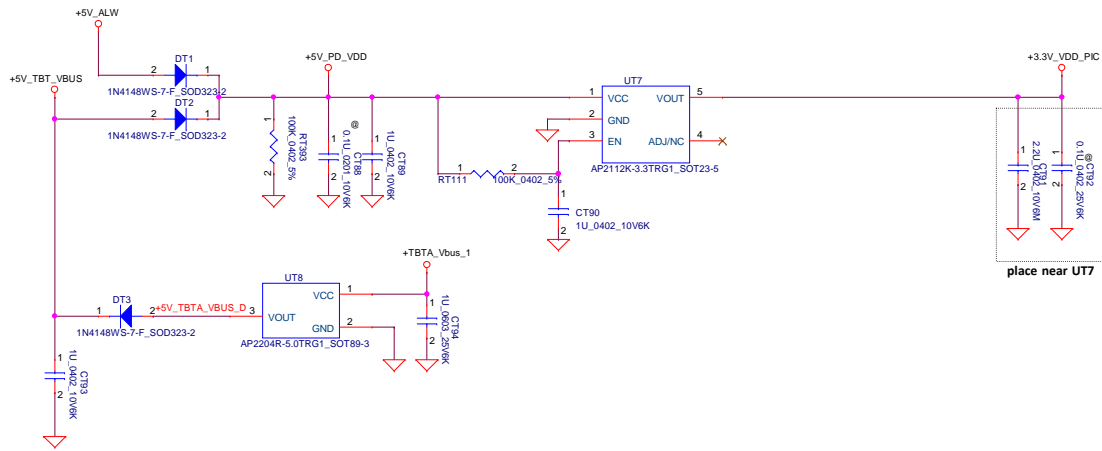 +5V_ALW
+5V_TBT_VBUS
+5V_PD_VDD
+3.3V_VDD_PIC
DT1
2 1
1N4148WS-7-F_SOD323-2
DT2
2 1
1N4148WS-7-F_SOD323-2
UT7
1 VCC VOUT 5
2 GND
3 EN ADJ/NC 4
AP2112K-3.3TRG1_SOT23-5
1
2
RT393
100K_0402_5%
1
2
@
CT88
0.1U_0201_10V6K
1
2
CT89
1U_0402_10V6K
1 2
RT111 100K_0402_5%
1
2
CT90
1U_0402_10V6K
1
2
CT91
2.2U_0402_10V6M
1
2
@
CT92
0.1U_0402_25V6K
place near UT7
+TBTA_Vbus_1
UT8
VCC 1
3 VOUT
GND 2
AP2204R-5.0TRG1_SOT89-3
DT3
1 2
+5V_TBTA_VBUS_D
1N4148WS-7-F_SOD323-2
1
2
CT94
1U_0603_25V6K
1
2
CT93
1U_0402_10V6K